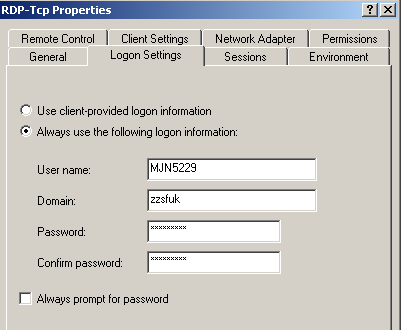 RDP-Tcp Properties
Remote Control Client Settings Network Adapter Permissions
General Logon Settings Sessions Environment
Use client-provided logon information
Always use the following logon information:
User name: MJN5229
Domain: zzsfuk
Password: xxxxxxxxx
Confirm password: xxxxxxxxx
Always prompt for password